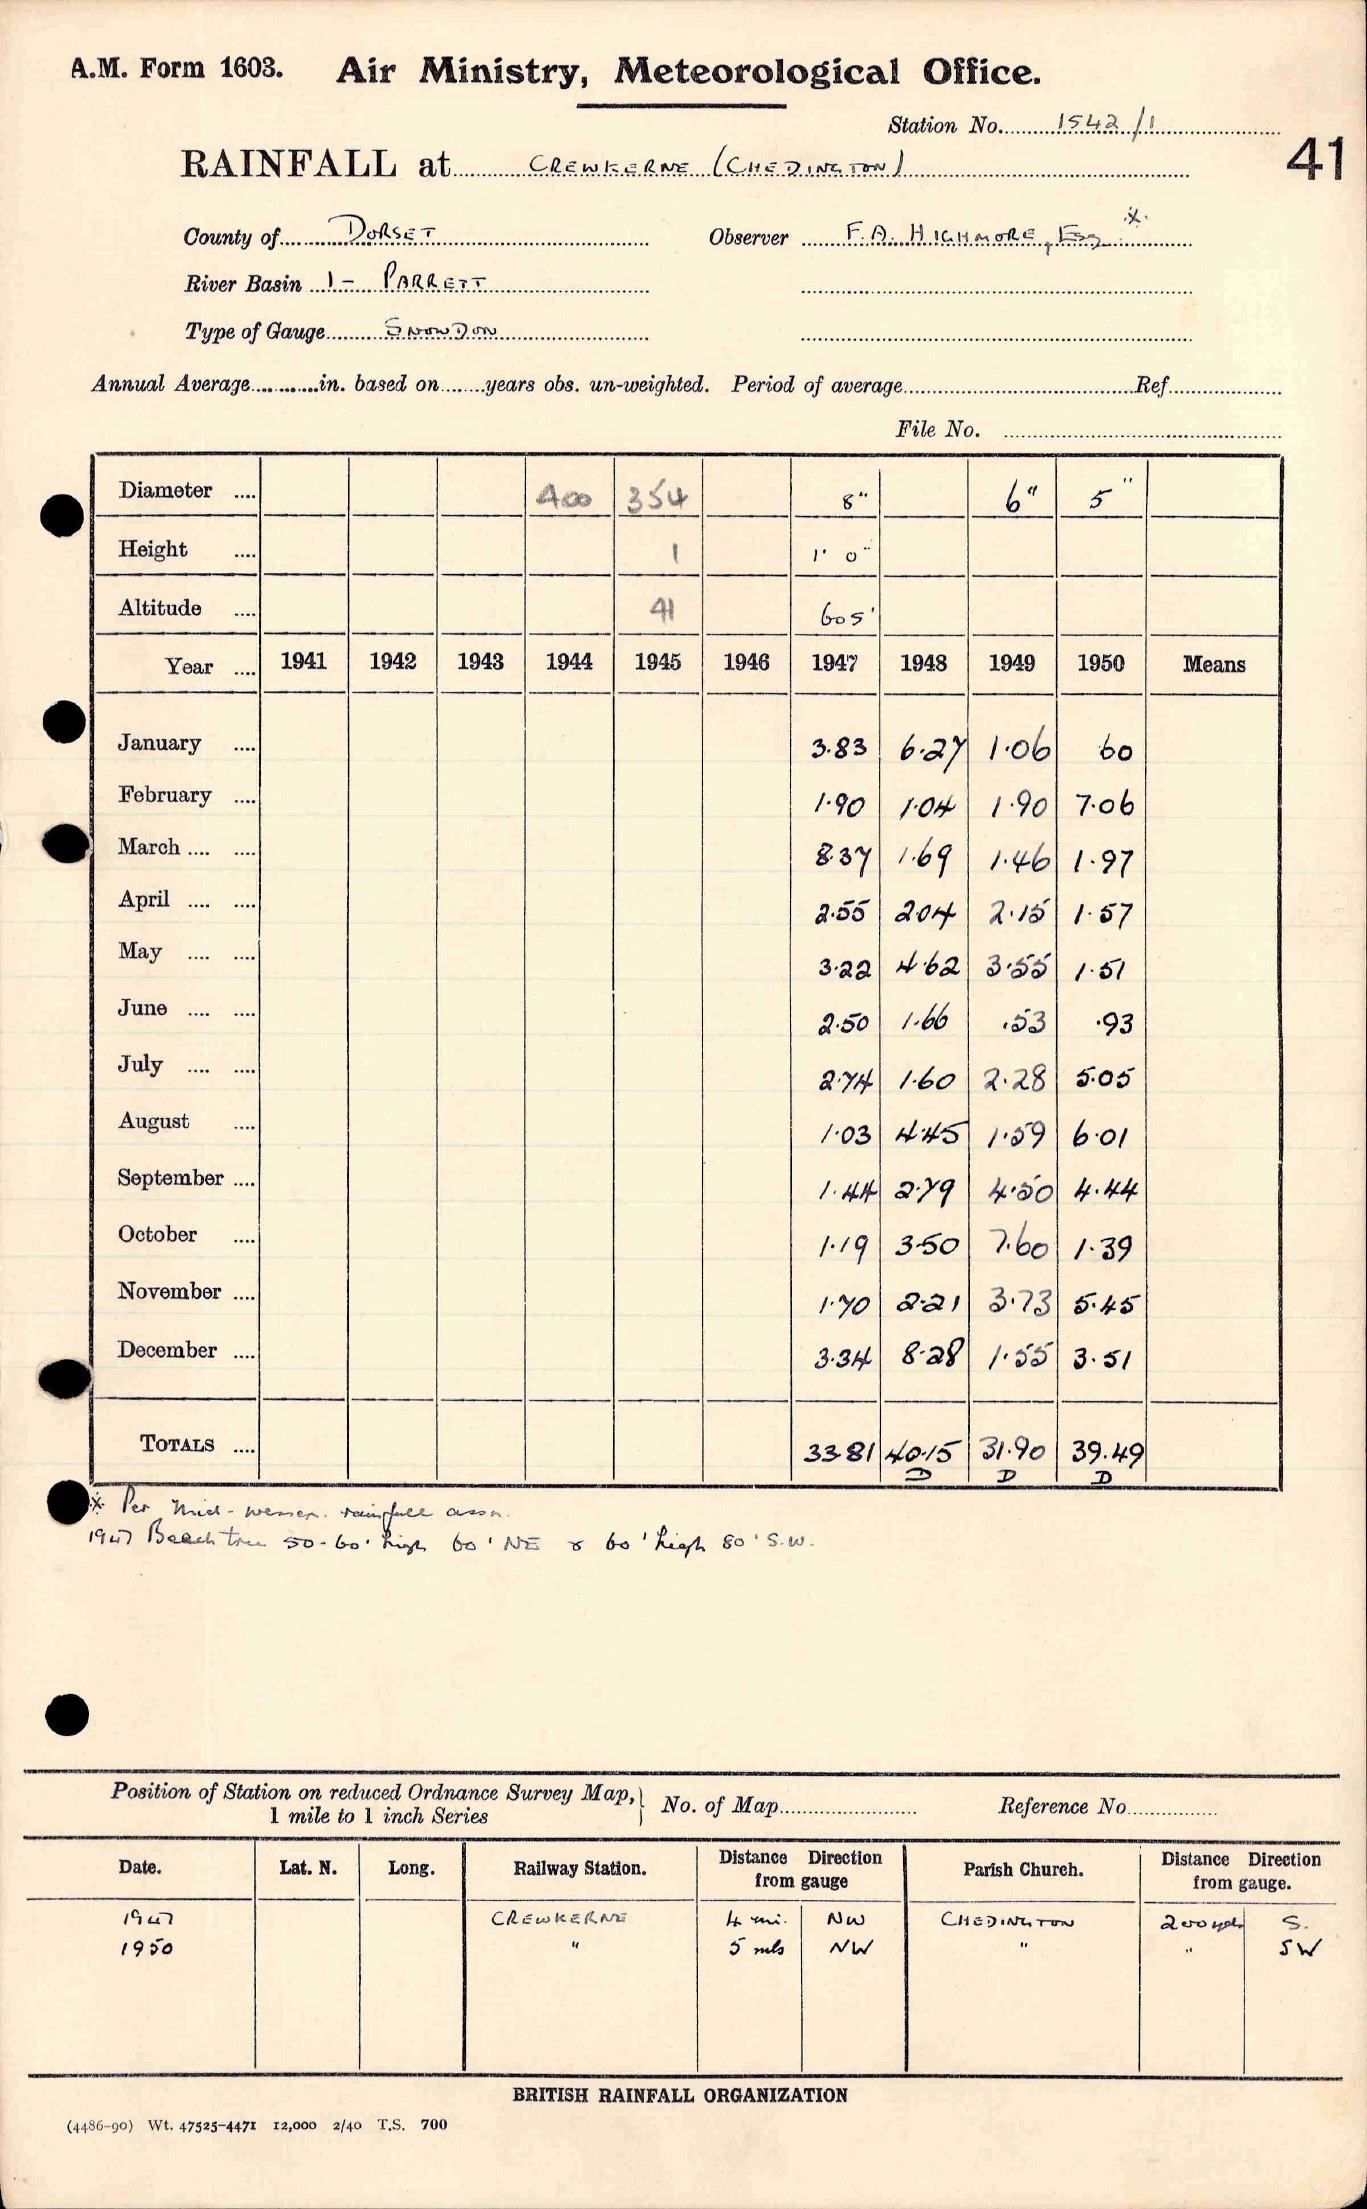 A.M. Form 1603. Air Ministry, Meteorological Office.
Station No. 1542/1
41
RAINFALL at CREWKERNE (CHEDINGTON)
County of DORSET Observer F.A. HIGHMORE, Esq *
River Basin 1 - PARRETT
Type of Gauge SNOWDON
Annual Average in. based on years obs. un-weighted. Period of average Ref
File No.
Diameter 400 354 8" 6" 5"
Height 1 1' 0"
Altitude 41 605'
Year 1941 1942 1943 1944 1945 1946 1947 1948 1949 1950 Means
January 3.83 6.27 1.06 60
February 1.90 1.04 1.90 7.06
March 8.37 1.69 1.46 1.97
April 2.55 2.04 2.15 1.57
May 3.22 4.62 3.55 1.51
June 2.50 1.66 .53 .93
July 2.74 1.60 2.28 5.05
August 1.03 4.45 1.59 6.01
September 1.44 2.79 4.50 4.44
October 1.19 3.50 7.60 1.39
November 1.70 2.21 3.73 5.45
December 3.34 8.28 1.55 3.51
TOTALS 33.81 40.15 31.90 39.49
D D D
* Per Mid-wessex. rainfall assn.
1947 Beech tree 50-60' high 60' NE & 60' high 80' S.W.
Position of Station on reduced Ordnance Survey Map, } No. of Map Reference No
1 mile to 1 inch Series
Date. Lat. N. Long. Railway Station. Distance Direction from gauge Parish Church. Distance Direction from gauge.
1947 CREWKERNE 4 mi. NW CHEDINGTON 200 yds S.
1950 " 5 mls NW " " SW
BRITISH RAINFALL ORGANIZATION
(4486-90) Wt. 47525-4471 12,000 2/40 T.S. 700